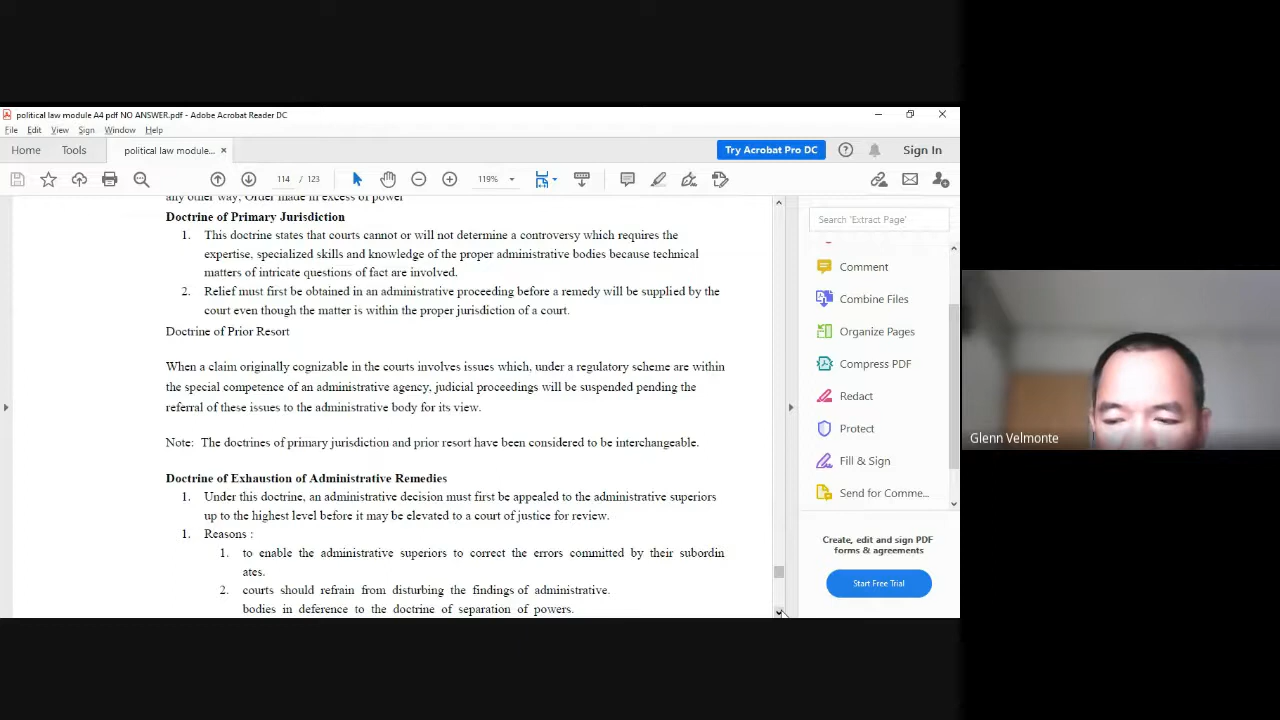 political law module A4 pdf NO ANSWER.pdf - Adobe Acrobat Reader DC
File Edit View Sign Window Help
Home Tools political law module... × Try Acrobat Pro DC Sign In
114 / 123 119%
any other way, Order made in excess of power
Doctrine of Primary Jurisdiction
1. This doctrine states that courts cannot or will not determine a controversy which requires the
expertise, specialized skills and knowledge of the proper administrative bodies because technical
matters of intricate questions of fact are involved.
2. Relief must first be obtained in an administrative proceeding before a remedy will be supplied by the
court even though the matter is within the proper jurisdiction of a court.
Doctrine of Prior Resort
When a claim originally cognizable in the courts involves issues which, under a regulatory scheme are within
the special competence of an administrative agency, judicial proceedings will be suspended pending the
referral of these issues to the administrative body for its view.
Note: The doctrines of primary jurisdiction and prior resort have been considered to be interchangeable.
Doctrine of Exhaustion of Administrative Remedies
1. Under this doctrine, an administrative decision must first be appealed to the administrative superiors
up to the highest level before it may be elevated to a court of justice for review.
1. Reasons :
1. to enable the administrative superiors to correct the errors committed by their subordin
ates.
2. courts should refrain from disturbing the findings of administrative.
bodies in deference to the doctrine of separation of powers.
Search 'Extract Page'
Comment
Combine Files
Organize Pages
Compress PDF
Redact
Protect
Fill & Sign
Send for Comme...
Create, edit and sign PDF
forms & agreements
Start Free Trial
Glenn Velmonte